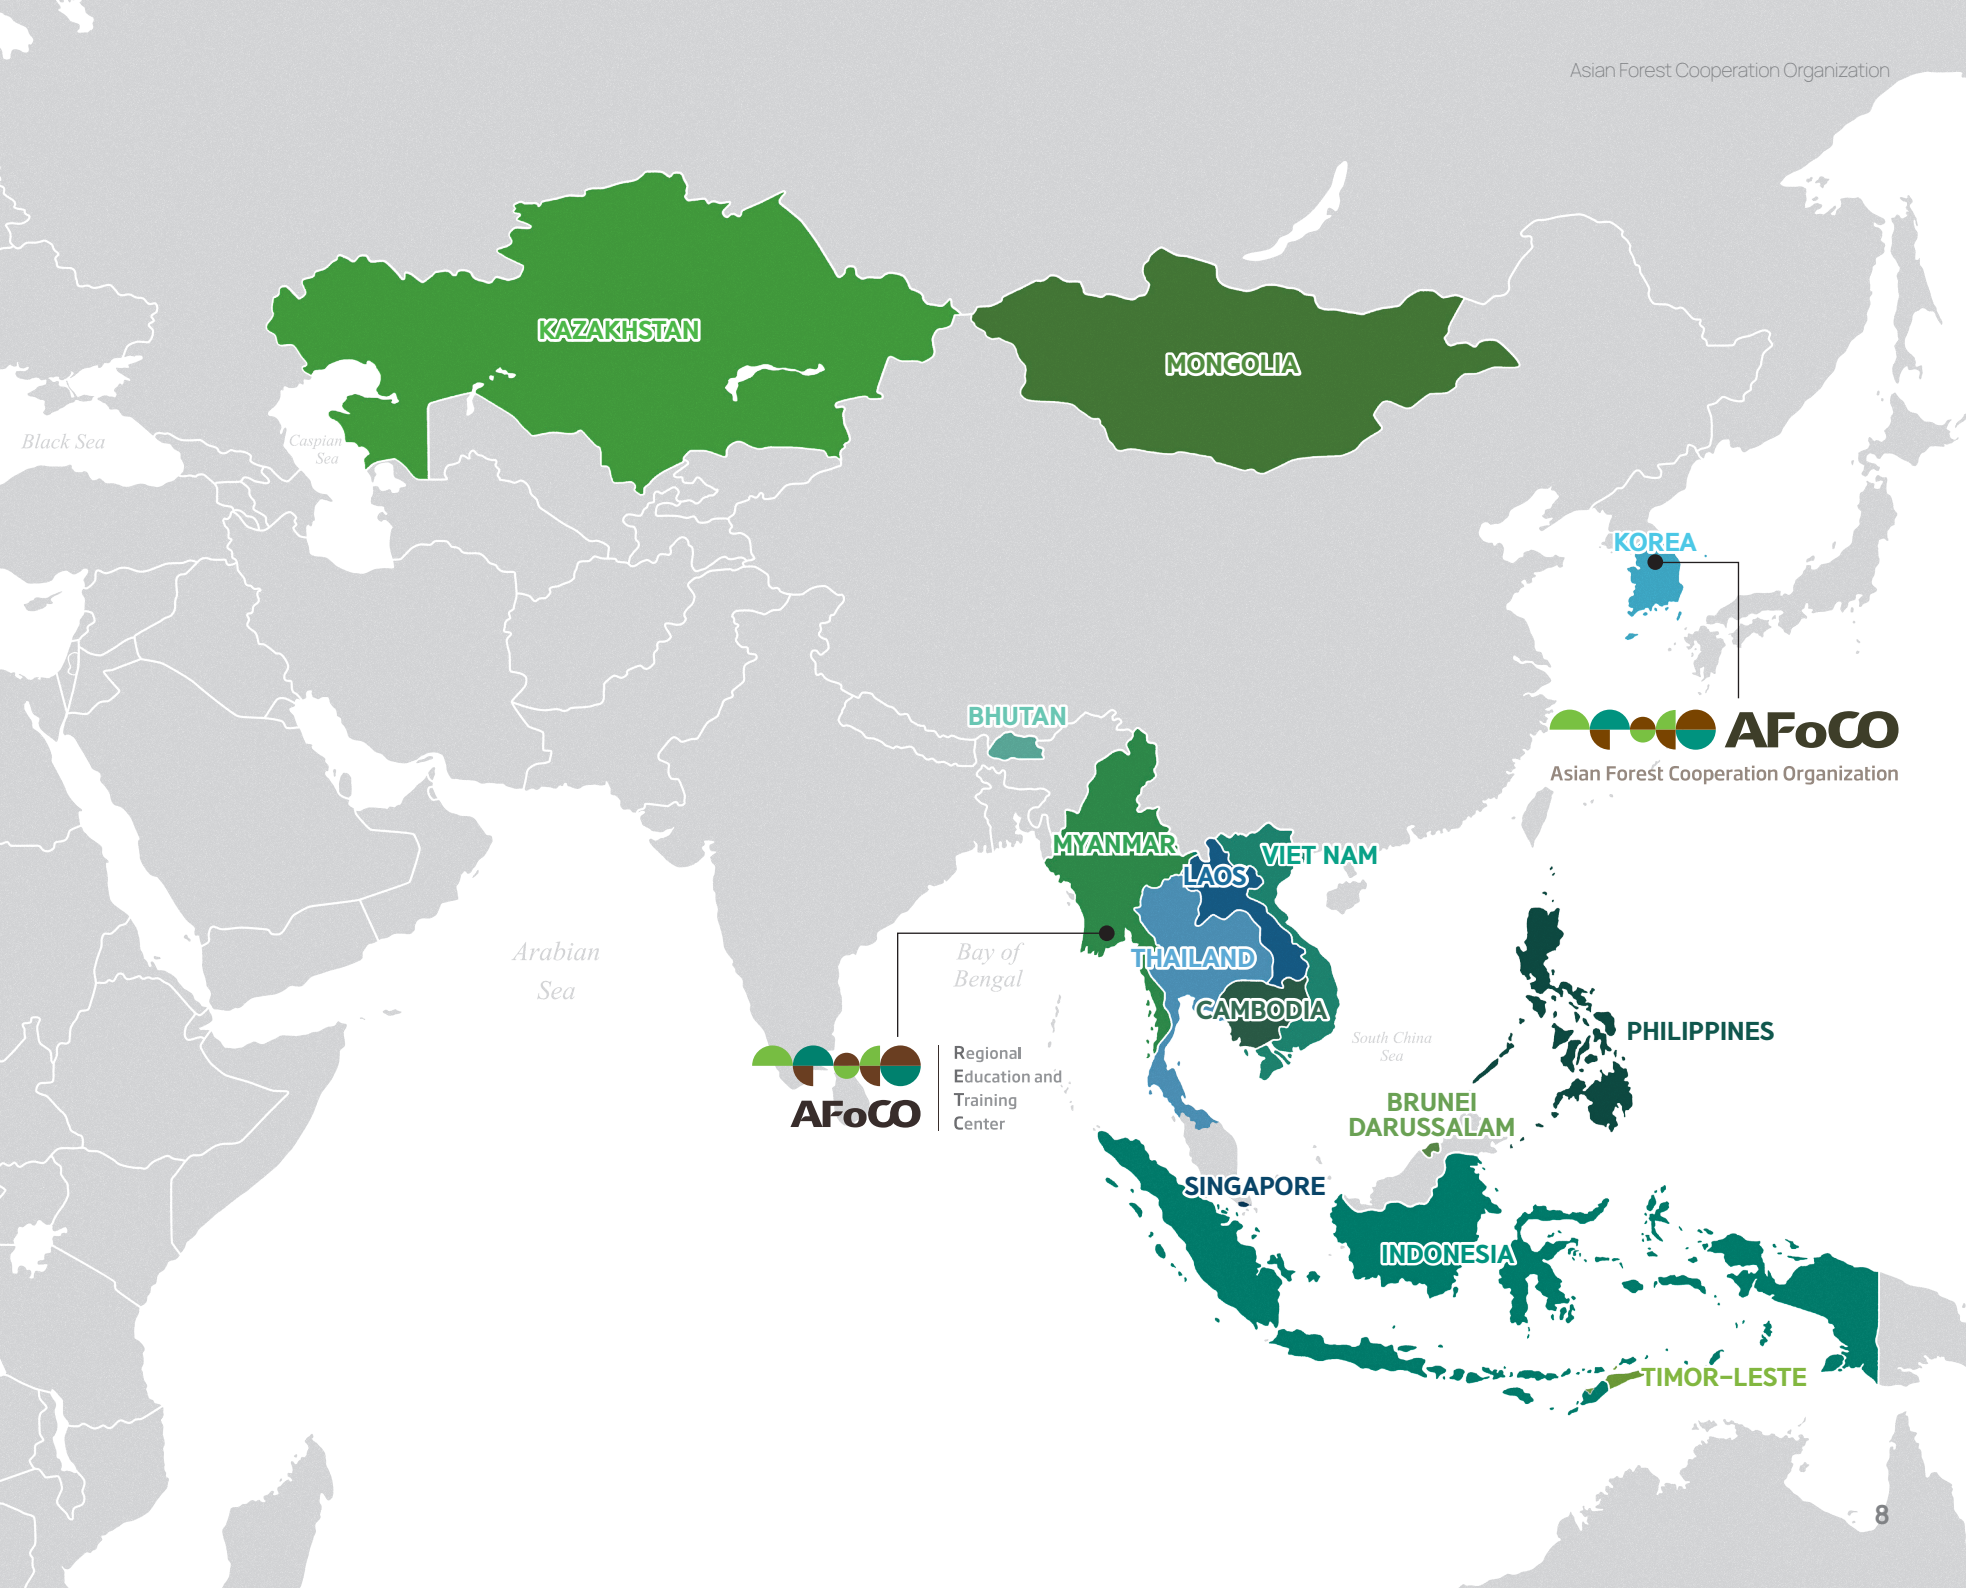 Asian Forest Cooperation Organization
KAZAKHSTAN
MONGOLIA
Black Sea
Caspian
Sea
KOREA
BHUTAN
AFoCO
Asian Forest Cooperation Organization
MYANMAR
VIET NAM
LAOS
Arabian
Sea
Bay of
Bengal
THAILAND
CAMBODIA
South China
Sea
PHILIPPINES
AFoCO
Regional
Education and
Training
Center
BRUNEI
DARUSSALAM
SINGAPORE
INDONESIA
TIMOR-LESTE
8